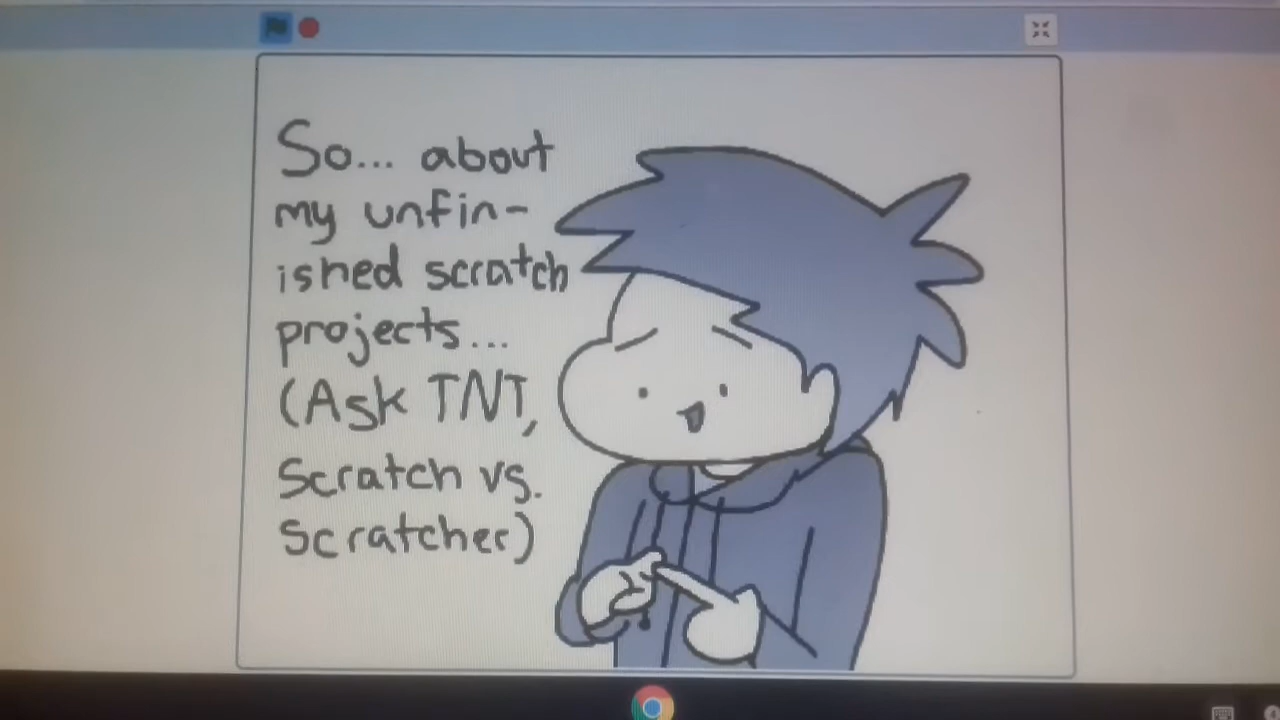 So... about
my unfin-
ished scratch
projects...
(Ask TNT,
Scratch vs.
Scratcher)